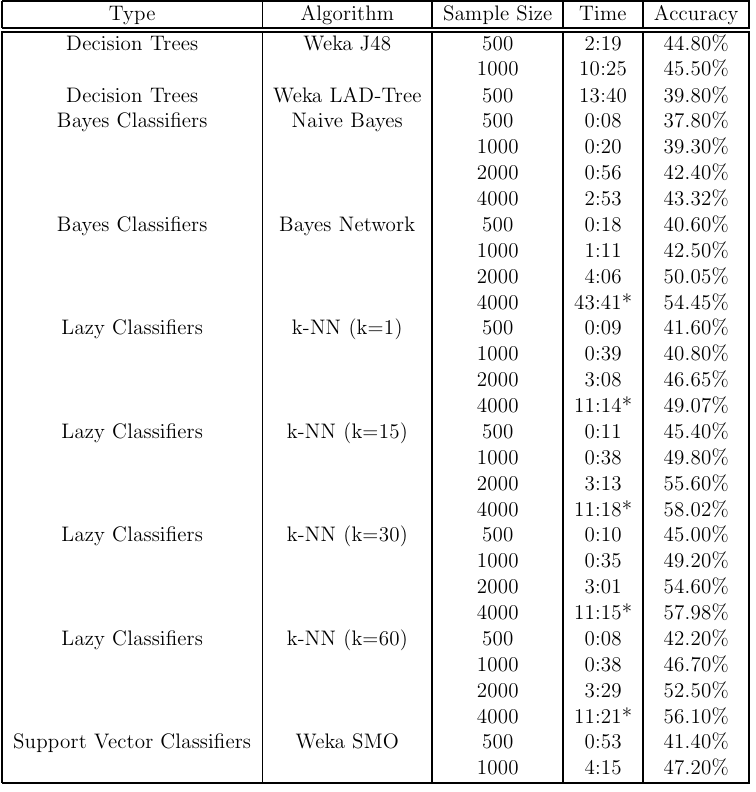 Type Algorithm Sample Size Time Accuracy
Decision Trees Weka J48 500 2:19 44.80%
1000 10:25 45.50%
Decision Trees Weka LAD-Tree 500 13:40 39.80%
Bayes Classifiers Naive Bayes 500 0:08 37.80%
1000 0:20 39.30%
2000 0:56 42.40%
4000 2:53 43.32%
Bayes Classifiers Bayes Network 500 0:18 40.60%
1000 1:11 42.50%
2000 4:06 50.05%
4000 43:41* 54.45%
Lazy Classifiers k-NN (k=1) 500 0:09 41.60%
1000 0:39 40.80%
2000 3:08 46.65%
4000 11:14* 49.07%
Lazy Classifiers k-NN (k=15) 500 0:11 45.40%
1000 0:38 49.80%
2000 3:13 55.60%
4000 11:18* 58.02%
Lazy Classifiers k-NN (k=30) 500 0:10 45.00%
1000 0:35 49.20%
2000 3:01 54.60%
4000 11:15* 57.98%
Lazy Classifiers k-NN (k=60) 500 0:08 42.20%
1000 0:38 46.70%
2000 3:29 52.50%
4000 11:21* 56.10%
Support Vector Classifiers Weka SMO 500 0:53 41.40%
1000 4:15 47.20%